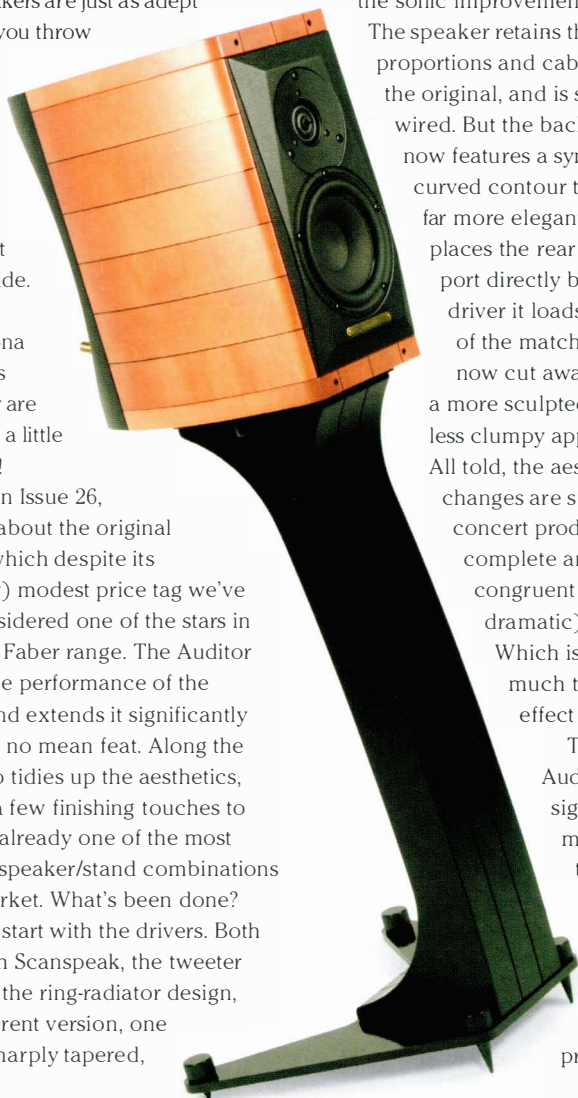 kers are just as adept
you throw
t
ide.
na
s
are
a little
!
n Issue 26,
about the original
which despite its
) modest price tag we've
sidered one of the stars in
Faber range. The Auditor
e performance of the
nd extends it significantly
no mean feat. Along the
o tidies up the aesthetics,
a few finishing touches to
already one of the most
speaker/stand combinations
rket. What's been done?
start with the drivers. Both
n Scanspeak, the tweeter
the ring-radiator design,
erent version, one
harply tapered,
the sonic improvemen
The speaker retains th
proportions and cab
the original, and is s
wired. But the bac
now features a syr
curved contour t
far more elegan
places the rear
port directly b
driver it loads
of the match
now cut awa
a more sculpted
less clumpy app
All told, the aes
changes are s
concert prod
complete ar
congruent
dramatic)
Which is
much t
effect
T
Aud
sig
m
t
pr